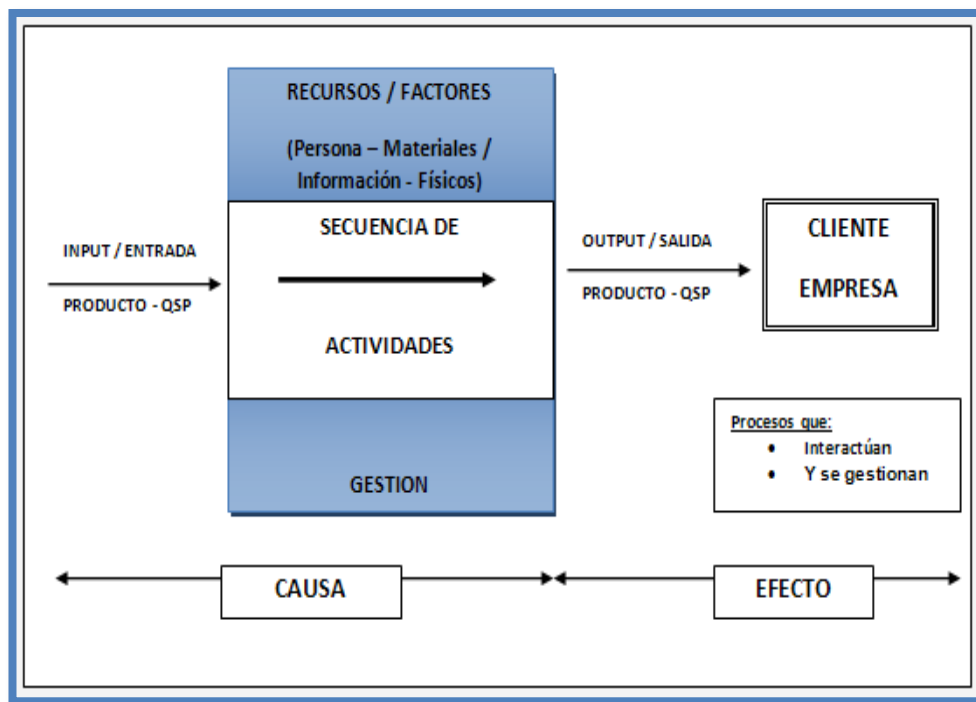 RECURSOS / FACTORES
(Persona – Materiales /
Información - Físicos)
SECUENCIA DE
ACTIVIDADES
GESTION
INPUT / ENTRADA
PRODUCTO - QSP
OUTPUT / SALIDA
PRODUCTO - QSP
CLIENTE
EMPRESA
Procesos que:
• Interactúan
• Y se gestionan
CAUSA
EFECTO